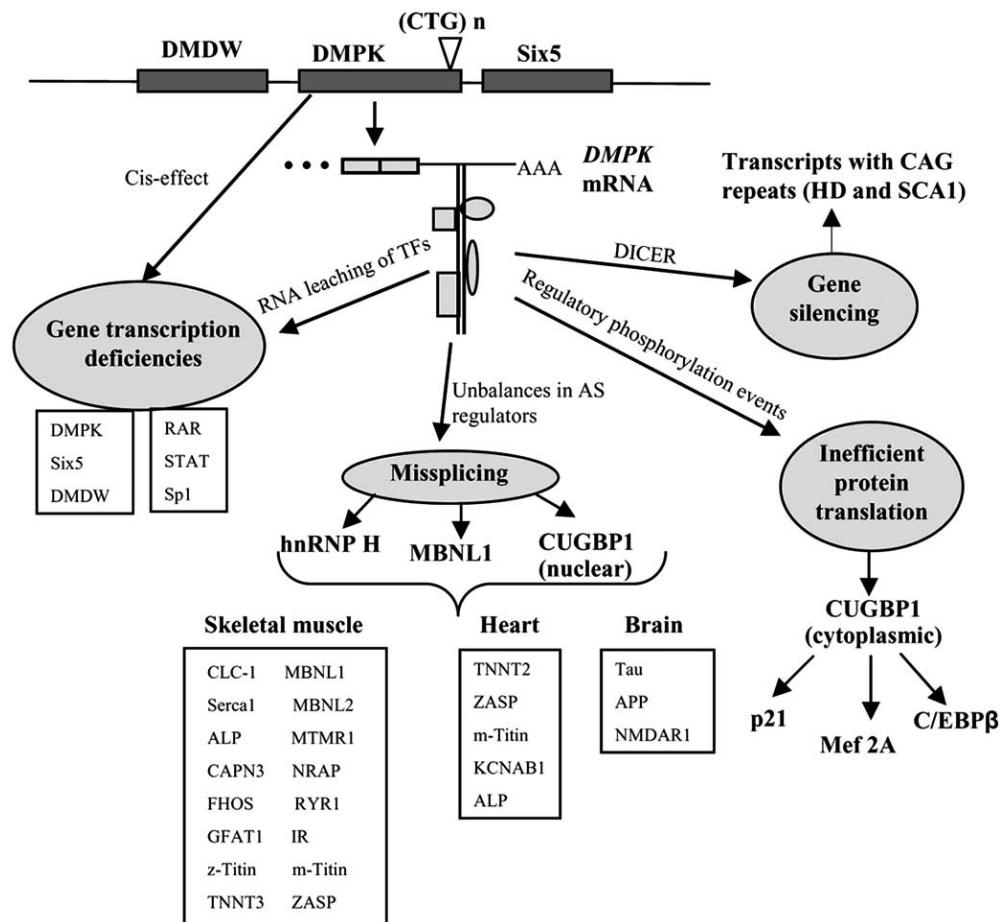 (CTG) n
DMDW
DMPK
Six5
Cis-effect
AAA
DMPK
mRNA
Transcripts with CAG
repeats (HD and SCA1)
DICER
Gene
silencing
RNA leaching of TFs
Regulatory phosphorylation events
Gene transcription
deficiencies
DMPK
Six5
DMDW
RAR
STAT
Sp1
Unbalances in AS
regulators
Missplicing
hnRNP H
MBNL1
CUGBP1
(nuclear)
Inefficient
protein
translation
CUGBP1
(cytoplasmic)
p21
Mef 2A
C/EBPβ
Skeletal muscle
CLC-1 MBNL1
Serca1 MBNL2
ALP MTMR1
CAPN3 NRAP
FHOS RYR1
GFAT1 IR
z-Titin m-Titin
TNNT3 ZASP
Heart
TNNT2
ZASP
m-Titin
KCNAB1
ALP
Brain
Tau
APP
NMDAR1